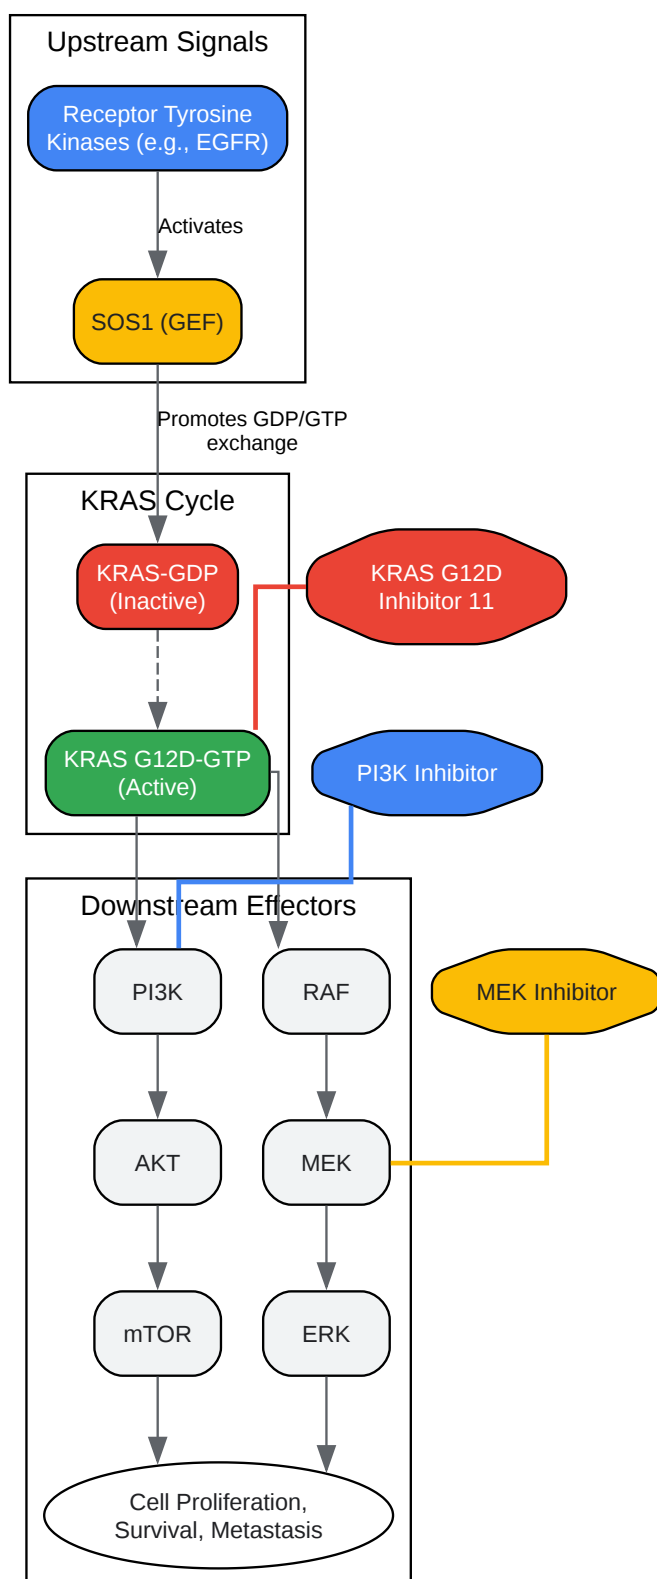 Upstream Signals
Receptor Tyrosine
Kinases (e.g., EGFR)
Activates
SOS1 (GEF)
Promotes GDP/GTP
exchange
KRAS Cycle
KRAS-GDP
(Inactive)
KRAS G12D
Inhibitor 11
KRAS G12D-GTP
(Active)
PI3K Inhibitor
Downstream Effectors
PI3K
RAF
MEK Inhibitor
AKT
MEK
mTOR
ERK
Cell Proliferation,
Survival, Metastasis